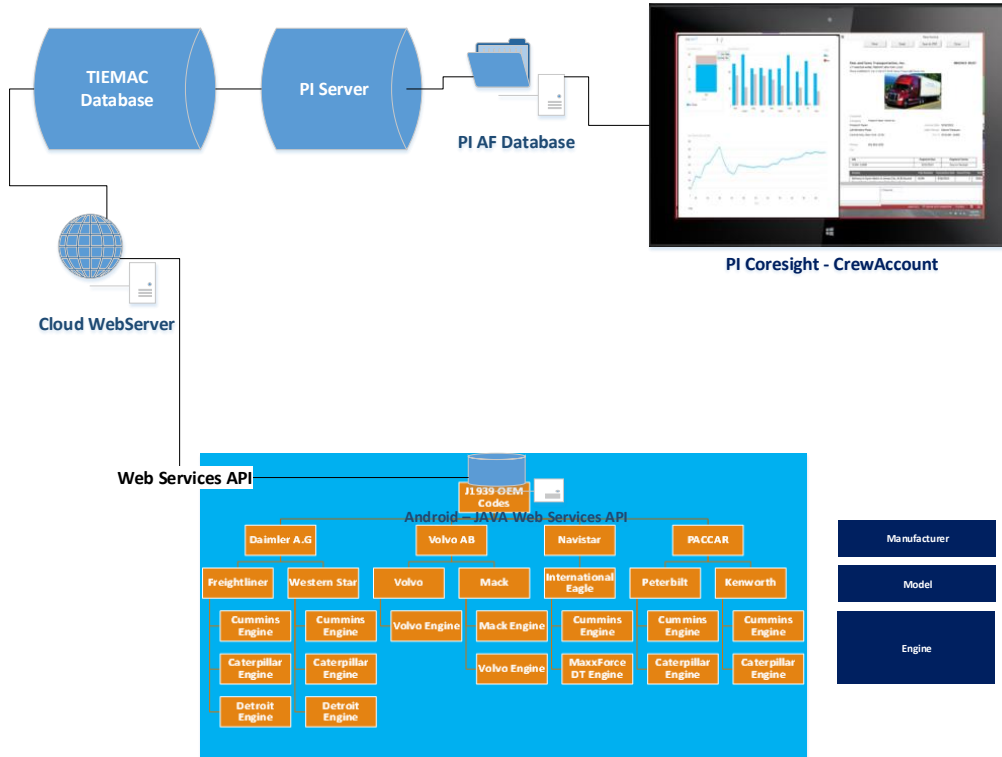 TIEMAC
Database
PI Server
PI AF Database
PI Coresight - CrewAccount
Cloud WebServer
Web Services API
J1939 OEM
Codes
Android – JAVA Web Services API
Daimler A.G
Volvo AB
Navistar
PACCAR
Freightliner
Western Star
Volvo
Mack
International
Eagle
Peterbilt
Kenworth
Cummins
Engine
Cummins
Engine
Volvo Engine
Mack Engine
Cummins
Engine
Cummins
Engine
Cummins
Engine
Caterpillar
Engine
Caterpillar
Engine
Volvo Engine
MaxxForce
DT Engine
Caterpillar
Engine
Caterpillar
Engine
Detroit
Engine
Detroit
Engine
Manufacturer
Model
Engine